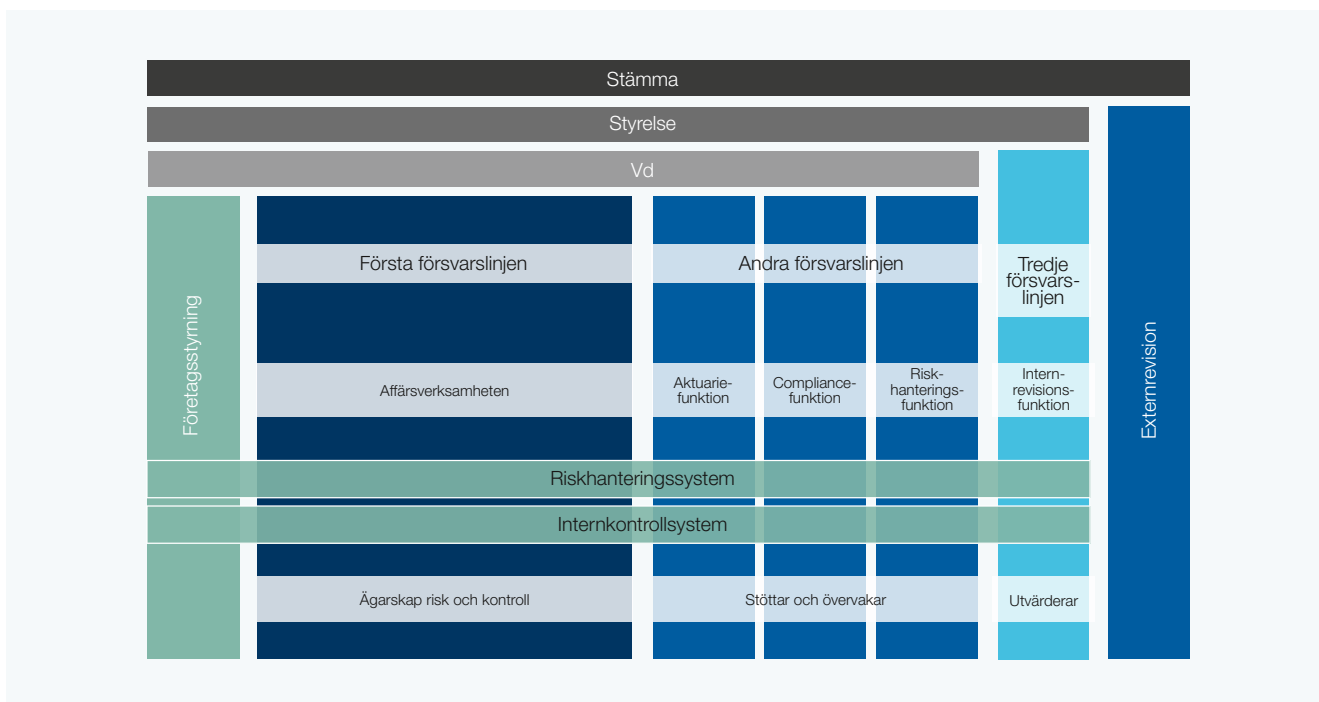 Stämma
Styrelse
Vd
Företagsstyrning
Första försvarslinjen
Andra försvarslinjen
Tredje
försvars-
linjen
Externrevision
Affärsverksamheten
Aktuarie-
funktion
Compliance-
funktion
Risk-
hanterings-
funktion
Intern-
revisions-
funktion
Riskhanteringssystem
Internkontrollsystem
Ägarskap risk och kontroll
Stöttar och övervakar
Utvärderar